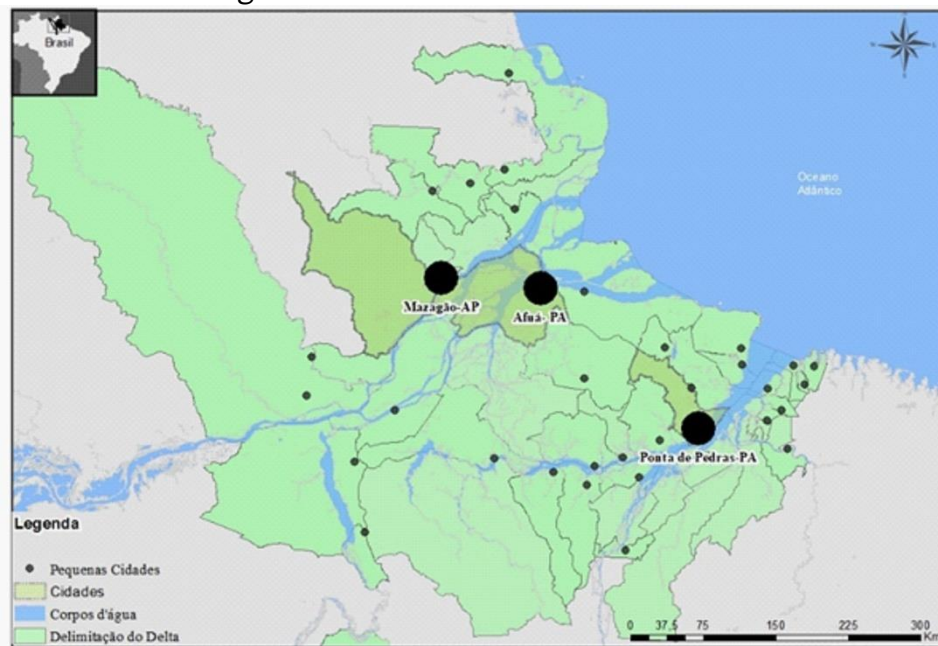 Brasil
Oceano
Atlântico
Mazagão-AP
Afuá- PA
Ponta de Pedras-PA
Legenda
Pequenas Cidades
Cidades
Corpos d'água
Delimitação do Delta
0 37,5 75 150 225 300
Km